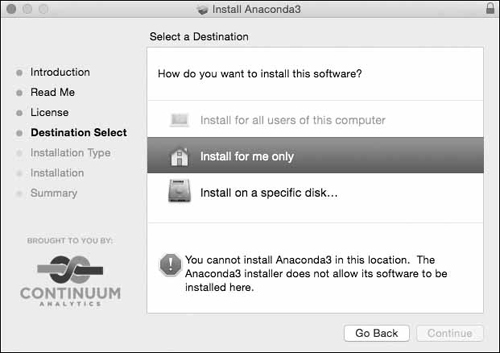 Install Anaconda3
Select a Destination
Introduction
Read Me
License
Destination Select
Installation Type
Installation
Summary
How do you want to install this software?
Install for all users of this computer
Install for me only
Install on a specific disk...
You cannot install Anaconda3 in this location. The
Anaconda3 installer does not allow its software to be
installed here.
BROUGHT TO YOU BY:
CONTINUUM
ANALYTICS
Go Back
Continue